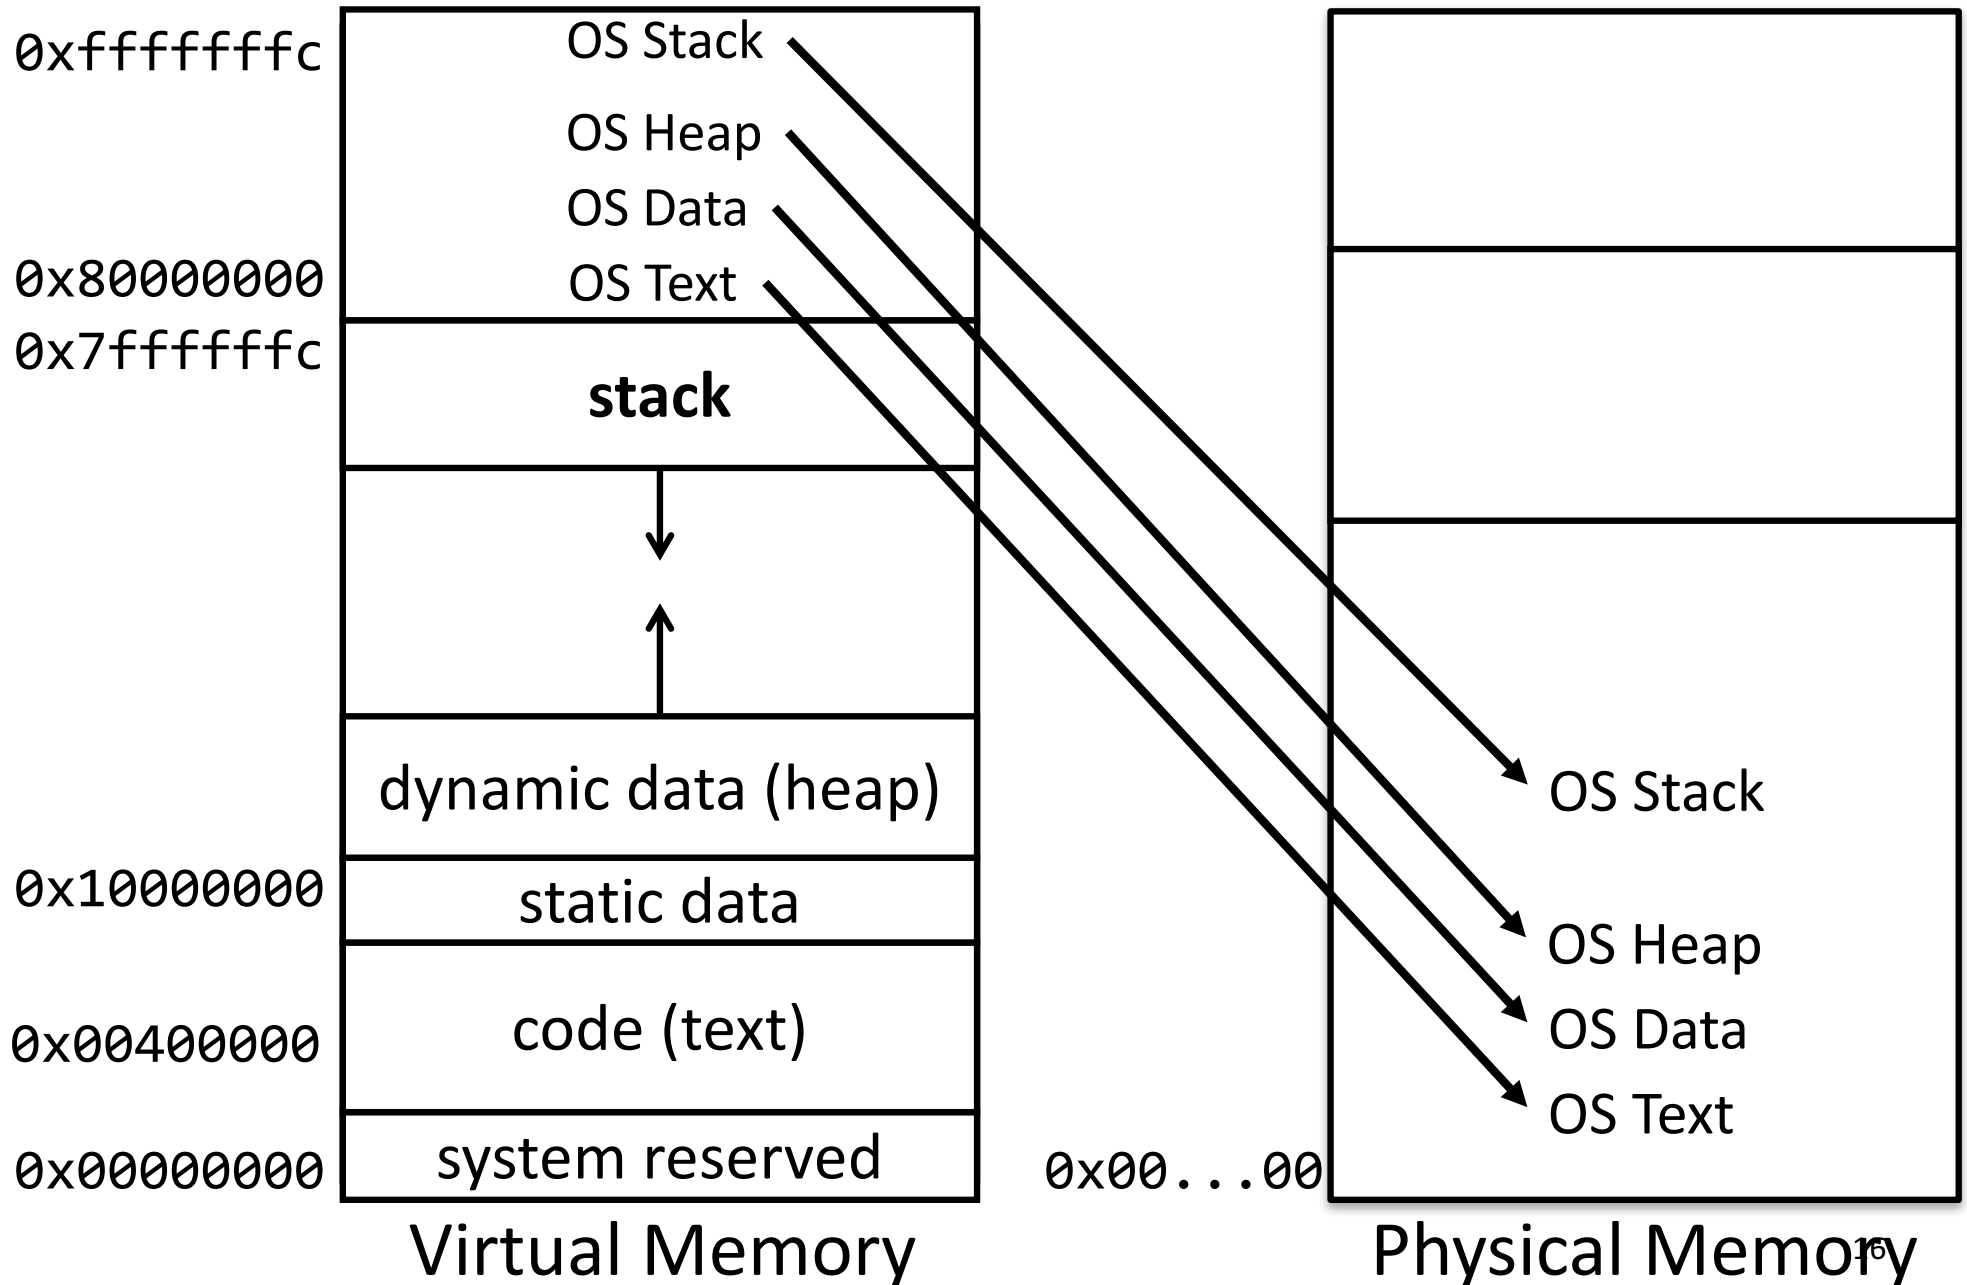 0xfffffffc
OS Stack
OS Heap
OS Data
0x80000000
OS Text
0x7ffffffc
stack
dynamic data (heap)
0x10000000
static data
code (text)
0x00400000
system reserved
0x00000000
Virtual Memory
OS Stack
OS Heap
OS Data
OS Text
0x00...00
Physical Memory
16